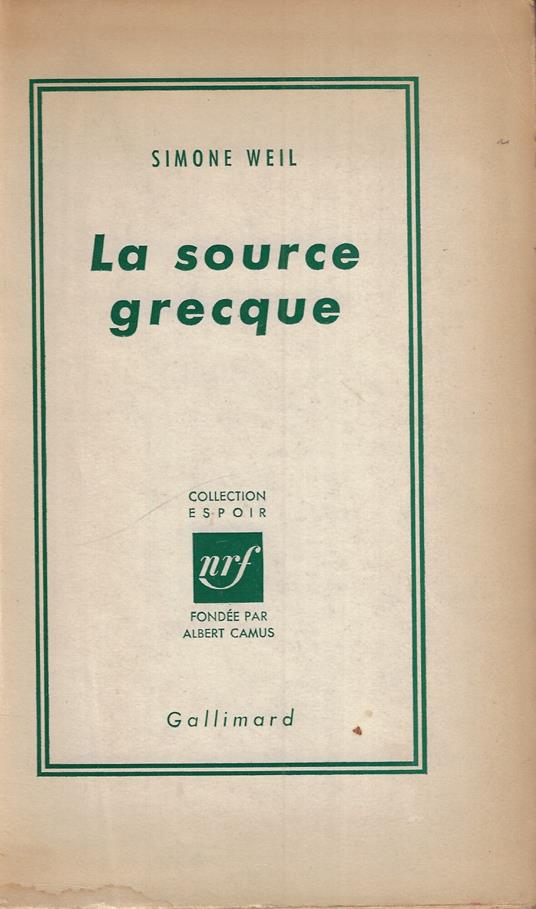 SIMONE WEIL
La source
grecque
COLLECTION
ESPOIR
nrf
FONDÉE PAR
ALBERT CAMUS
Gallimard